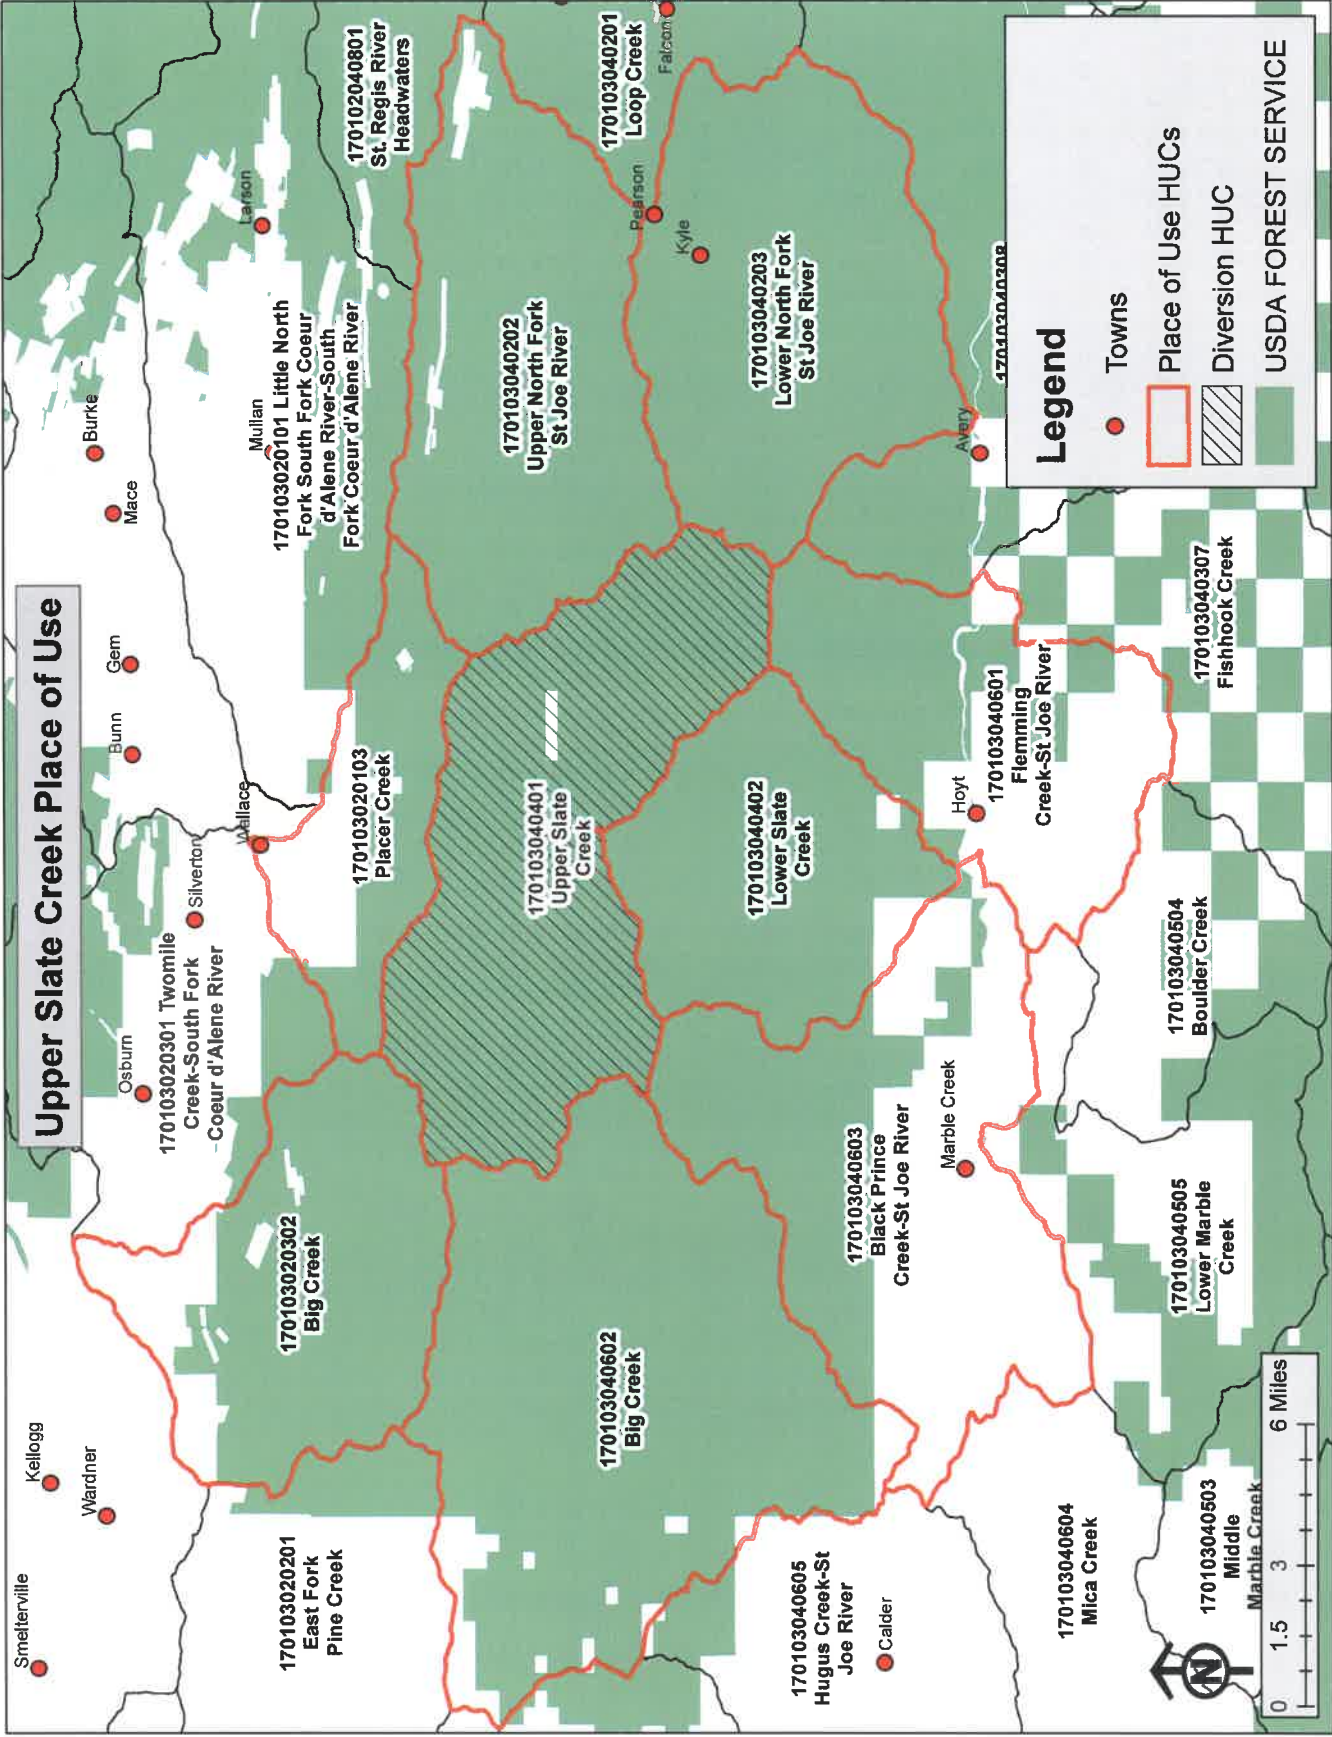 Upper Slate Creek Place of Use
Smelterville
Kellogg
Wardner
Osburn
Silverton
Wallace
Bunn
Gem
Mace
Burke
Mullan
Larson
170103020301 Twomile
Creek-South Fork
Coeur d'Alene River
170103020101 Little North
Fork South Fork Coeur
d'Alene River-South
Fork Coeur d'Alene River
170102040801
St. Regis River
Headwaters
170103020201
East Fork
Pine Creek
170103020302
Big Creek
170103020103
Placer Creek
170103040602
Big Creek
170103040401
Upper Slate
Creek
170103040202
Upper North Fork
St Joe River
170103040201
Loop Creek
Falcon
Pearson
Kyle
170103040402
Lower Slate
Creek
170103040203
Lower North Fork
St Joe River
170103040605
Hugus Creek-St
Joe River
Calder
170103040603
Black Prince
Creek-St Joe River
Marble Creek
Hoyt
Avery
170103040601
Flemming
Creek-St Joe River
170103040604
Mica Creek
170103040503
Middle
Marble Creek
170103040505
Lower Marble
Creek
170103040504
Boulder Creek
170103040307
Fishhook Creek
Legend
Towns
Place of Use HUCs
Diversion HUC
USDA FOREST SERVICE
N
0 1.5 3 6 Miles